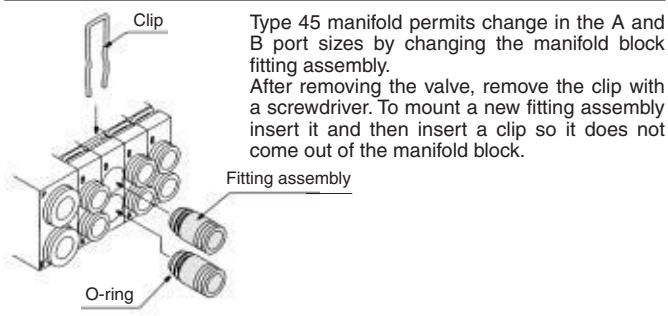 Clip
Type 45 manifold permits change in the A and
B port sizes by changing the manifold block
fitting assembly.
After removing the valve, remove the clip with
a screwdriver. To mount a new fitting assembly
insert it and then insert a clip so it does not
come out of the manifold block.
Fitting assembly
O-ring